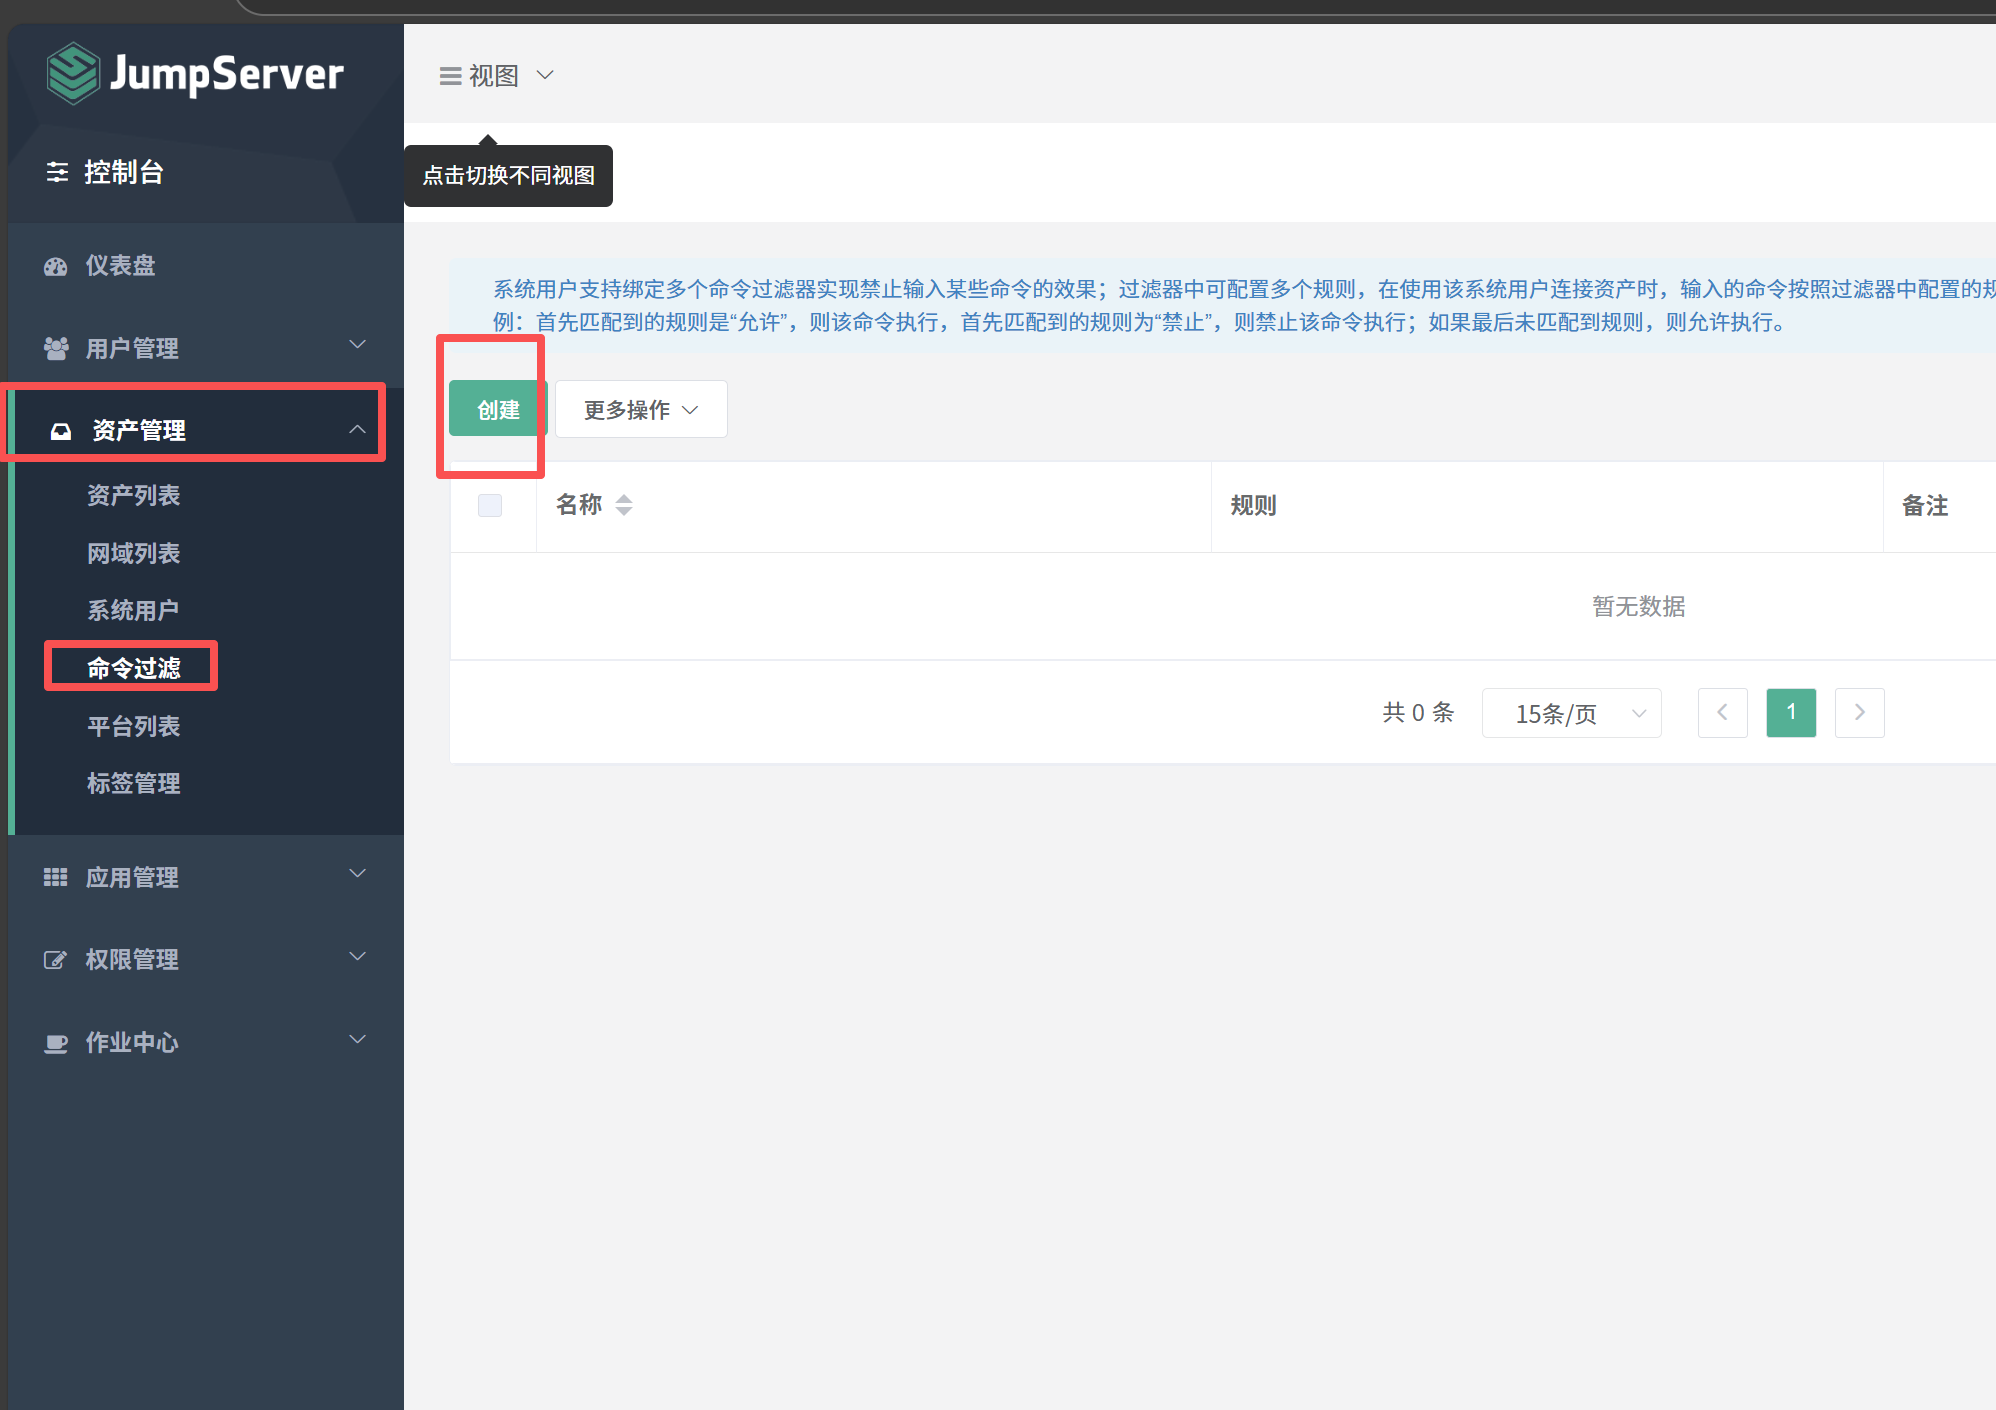 JumpServer
视图
控制台
点击切换不同视图
仪表盘
用户管理
资产管理
资产列表
网域列表
系统用户
命令过滤
平台列表
标签管理
应用管理
权限管理
作业中心
系统用户支持绑定多个命令过滤器实现禁止输入某些命令的效果；过滤器中可配置多个规则，在使用该系统用户连接资产时，输入的命令按照过滤器中配置的规
例：首先匹配到的规则是“允许”，则该命令执行，首先匹配到的规则为“禁止”，则禁止该命令执行；如果最后未匹配到规则，则允许执行。
创建 更多操作
名称 规则 备注
暂无数据
共 0 条 15条/页 1